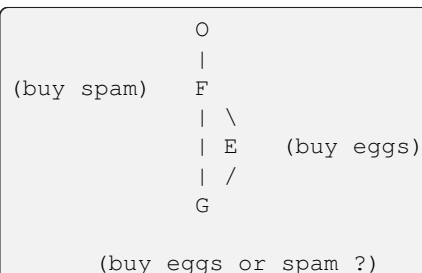 O
|
(buy spam) F
| \
| E (buy eggs)
| /
G
(buy eggs or spam ?)